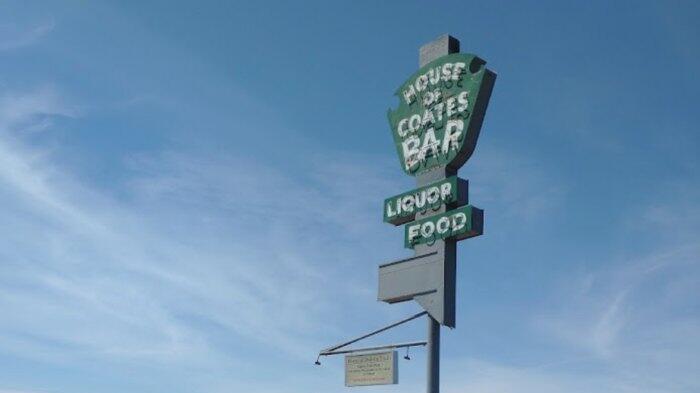 HOUSE
OF
COATES
BAR
LIQUOR
FOOD